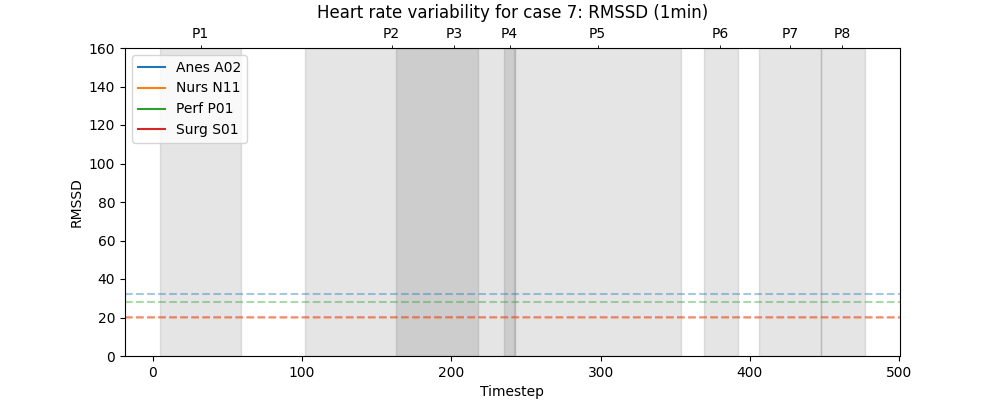 Heart rate variability for case 7: RMSSD (1min)
P1 P2 P3 P4 P5 P6 P7 P8
160
140
120
100
80
60
40
20
0
RMSSD
Anes A02
Nurs N11
Perf P01
Surg S01
0 100 200 300 400 500
Timestep